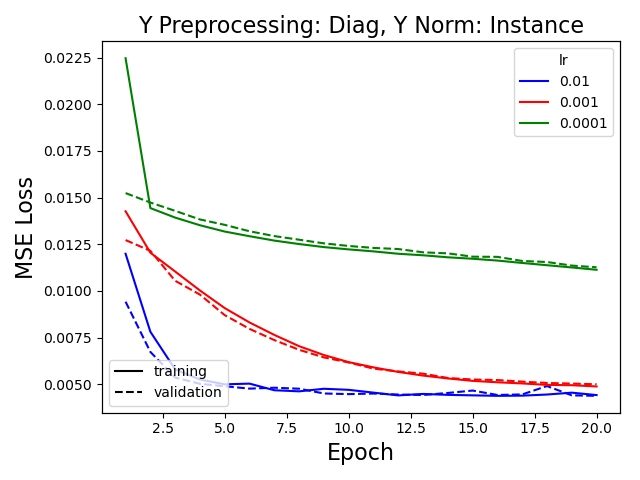 Y Preprocessing: Diag, Y Norm: Instance
MSE Loss
0.0225
0.0200
0.0175
0.0150
0.0125
0.0100
0.0075
0.0050
lr
0.01
0.001
0.0001
training
validation
2.5 5.0 7.5 10.0 12.5 15.0 17.5 20.0
Epoch